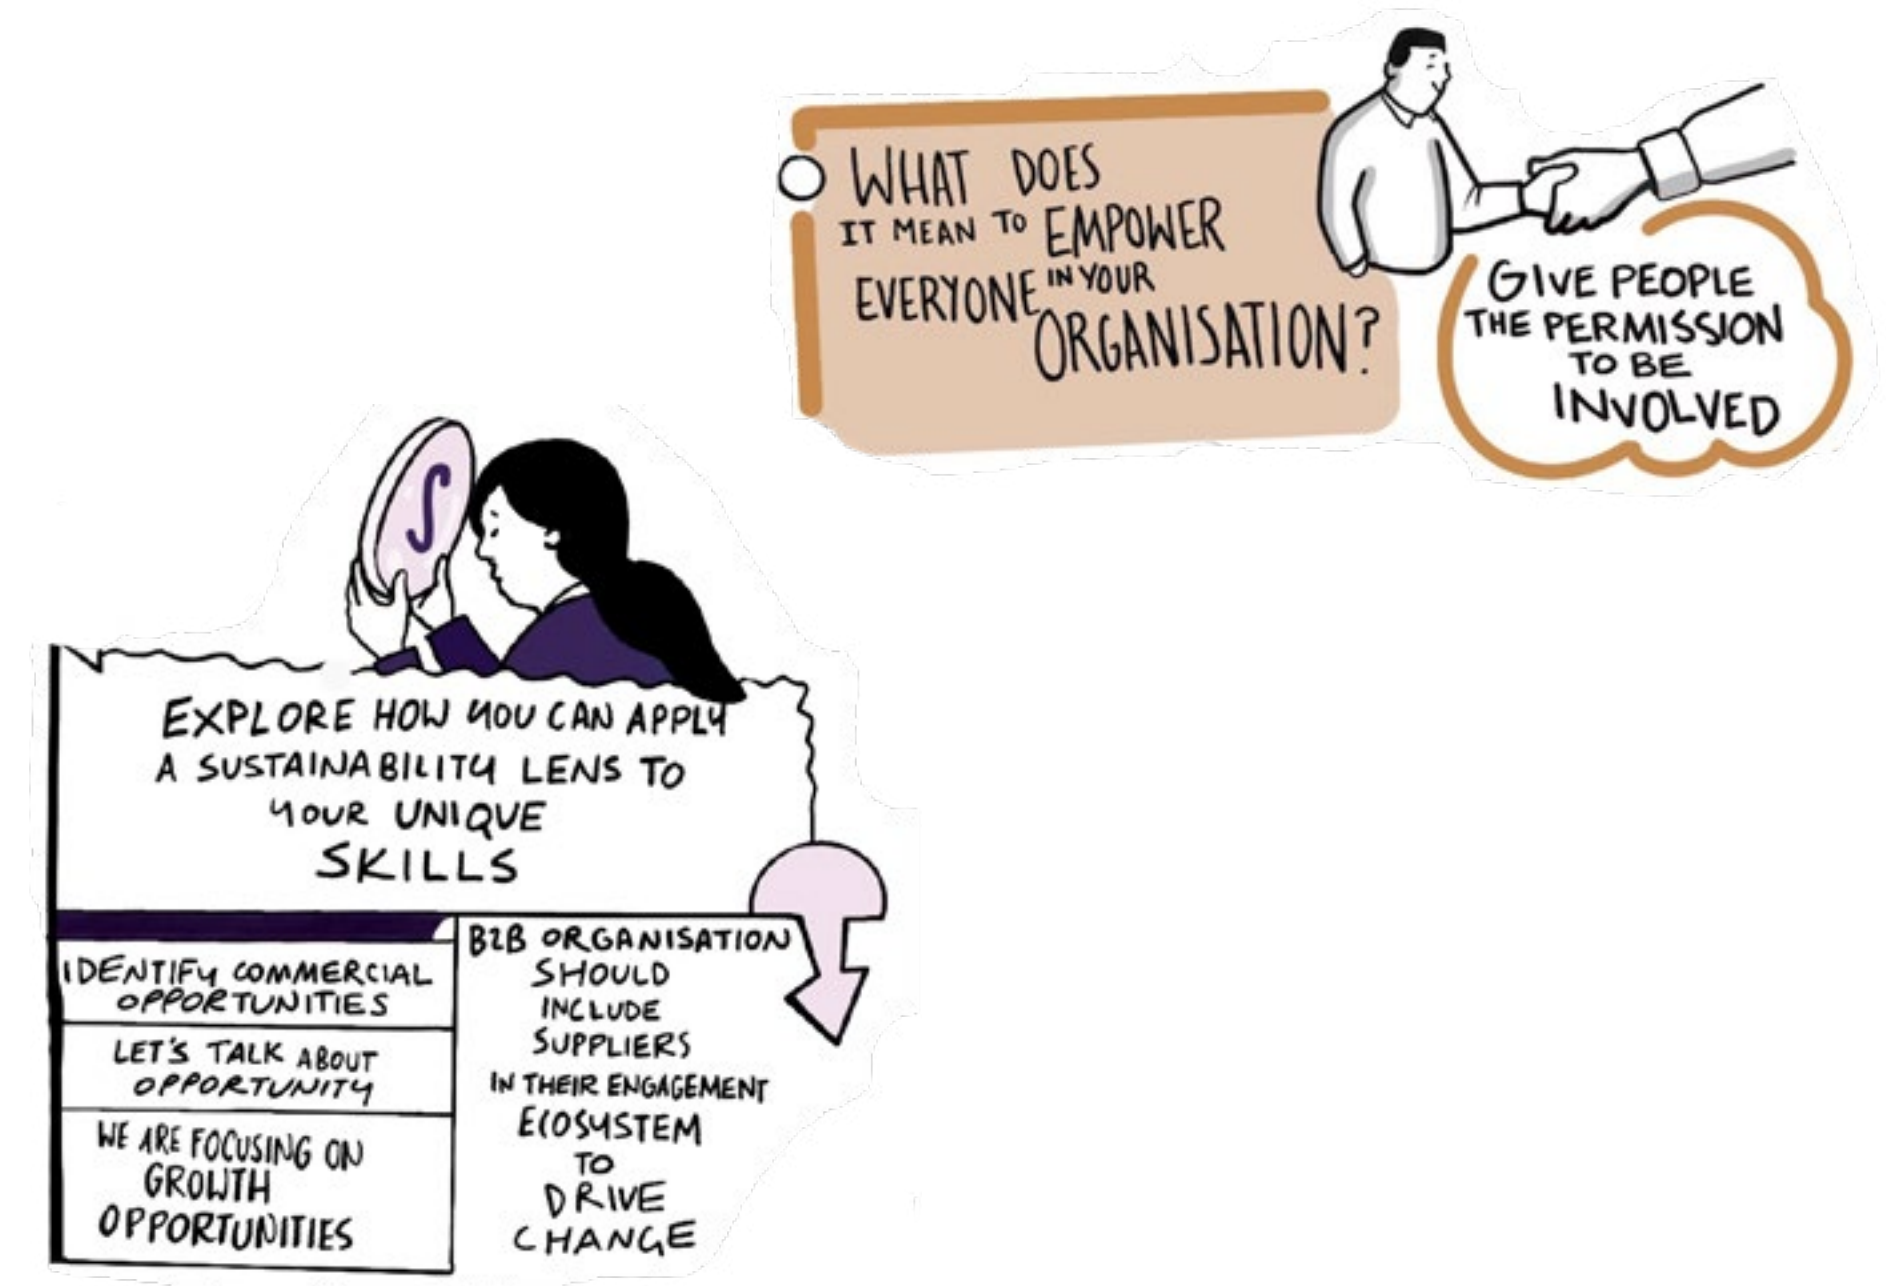 WHAT DOES
IT MEAN TO EMPOWER
EVERYONE IN YOUR
ORGANISATION?
GIVE PEOPLE
THE PERMISSION
TO BE
INVOLVED
S
EXPLORE HOW YOU CAN APPLY
A SUSTAINABILITY LENS TO
YOUR UNIQUE
SKILLS
IDENTIFY COMMERCIAL
OPPORTUNITIES
LET'S TALK ABOUT
OPPORTUNITY
WE ARE FOCUSING ON
GROWTH
OPPORTUNITIES
B2B ORGANISATION
SHOULD
INCLUDE
SUPPLIERS
IN THEIR ENGAGEMENT
ECOSYSTEM
TO
DRIVE
CHANGE